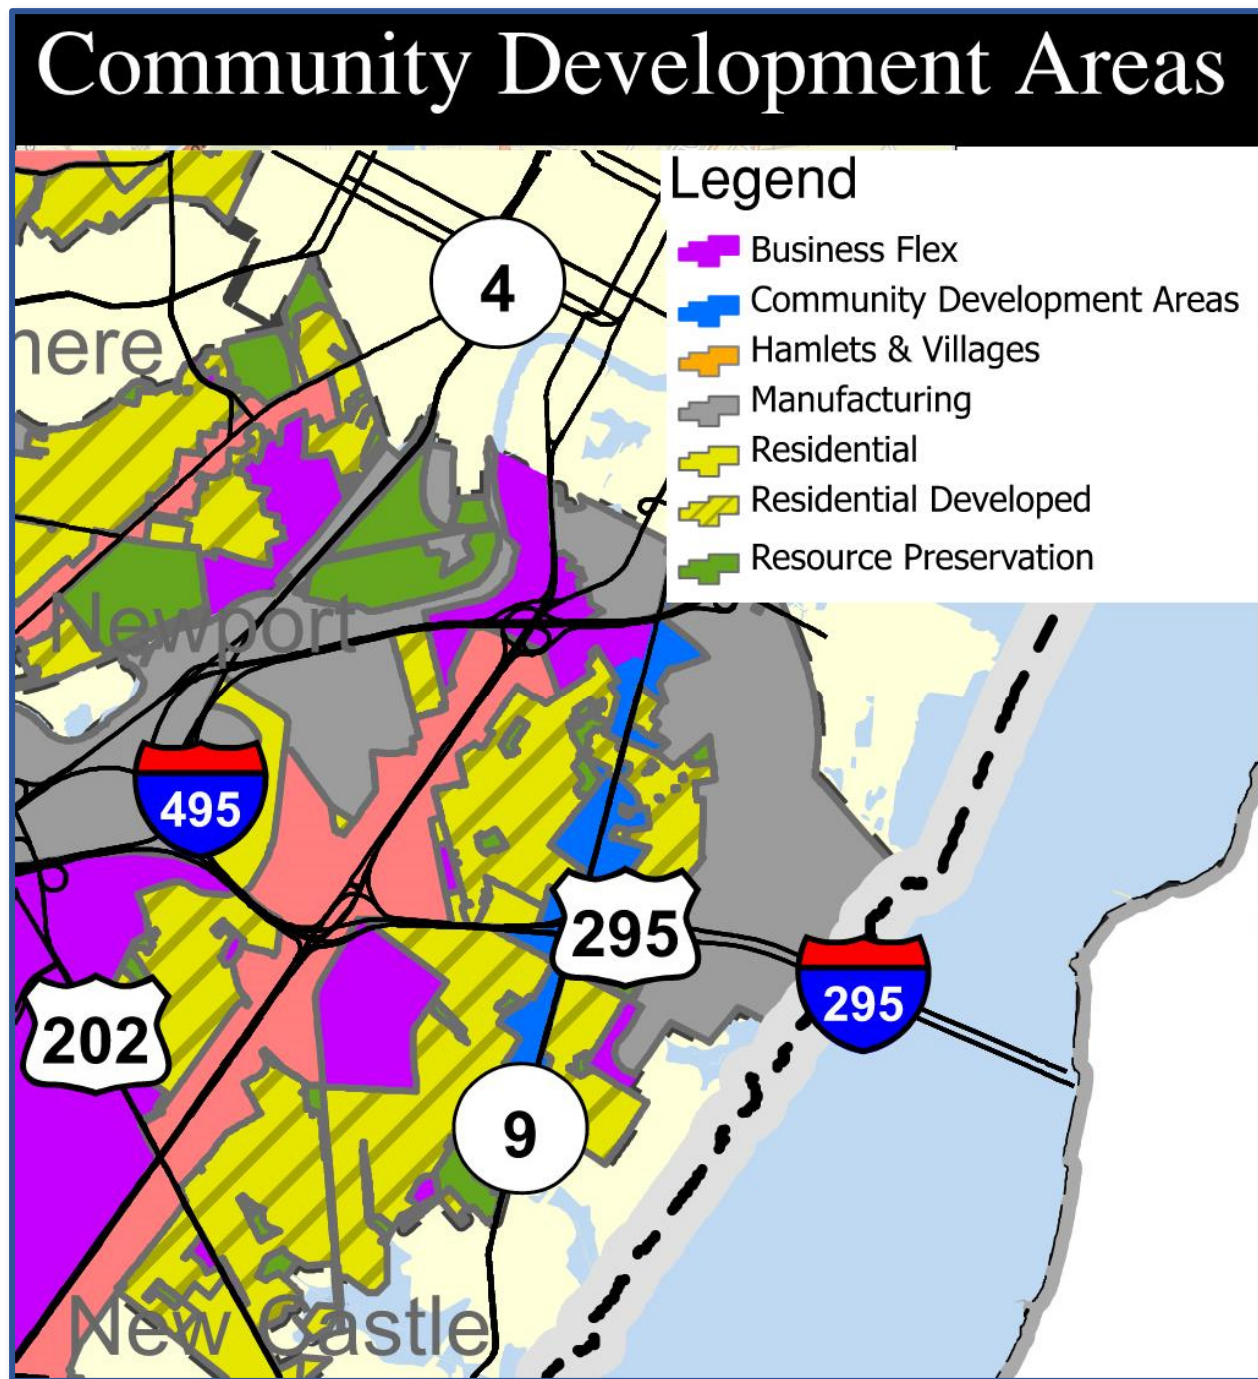 Community Development Areas
Legend
Business Flex
Community Development Areas
Hamlets & Villages
Manufacturing
Residential
Residential Developed
Resource Preservation
4
here
Newport
495
295
295
202
9
New Castle